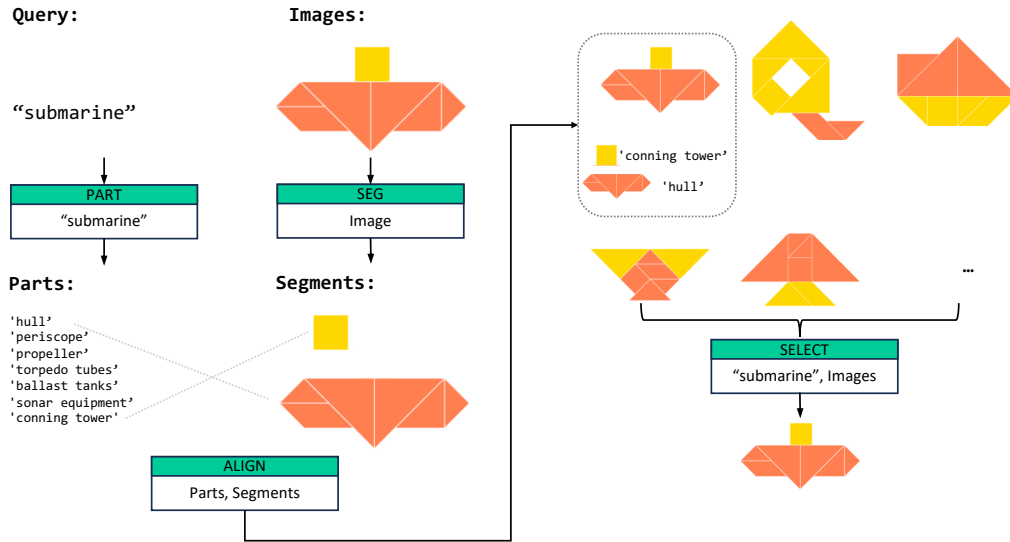 Query:
“submarine”
PART
“submarine”
Parts:
'hull’
'periscope’
'propeller’
'torpedo tubes’
'ballast tanks’
'sonar equipment’
'conning tower'
Images:
SEG
Image
Segments:
ALIGN
Parts, Segments
'conning tower’
'hull’
…
SELECT
“submarine”, Images